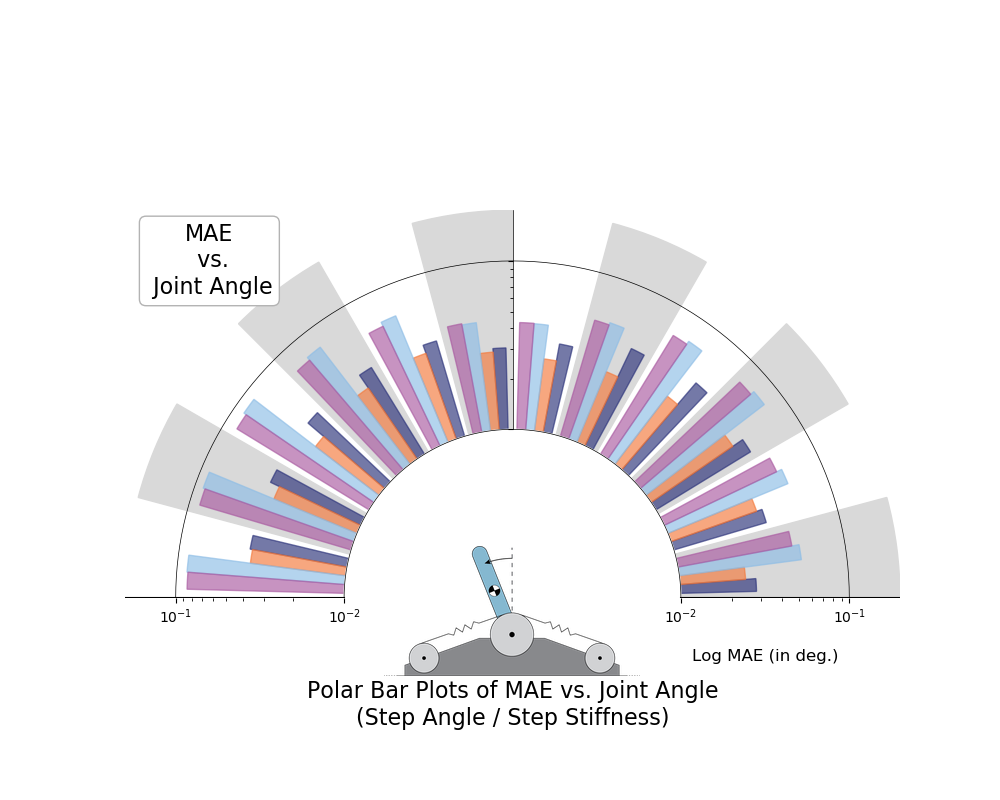 MAE
vs.
Joint Angle
10⁻¹ 10⁻² 10⁻² 10⁻¹
Log MAE (in deg.)
Polar Bar Plots of MAE vs. Joint Angle
(Step Angle / Step Stiffness)